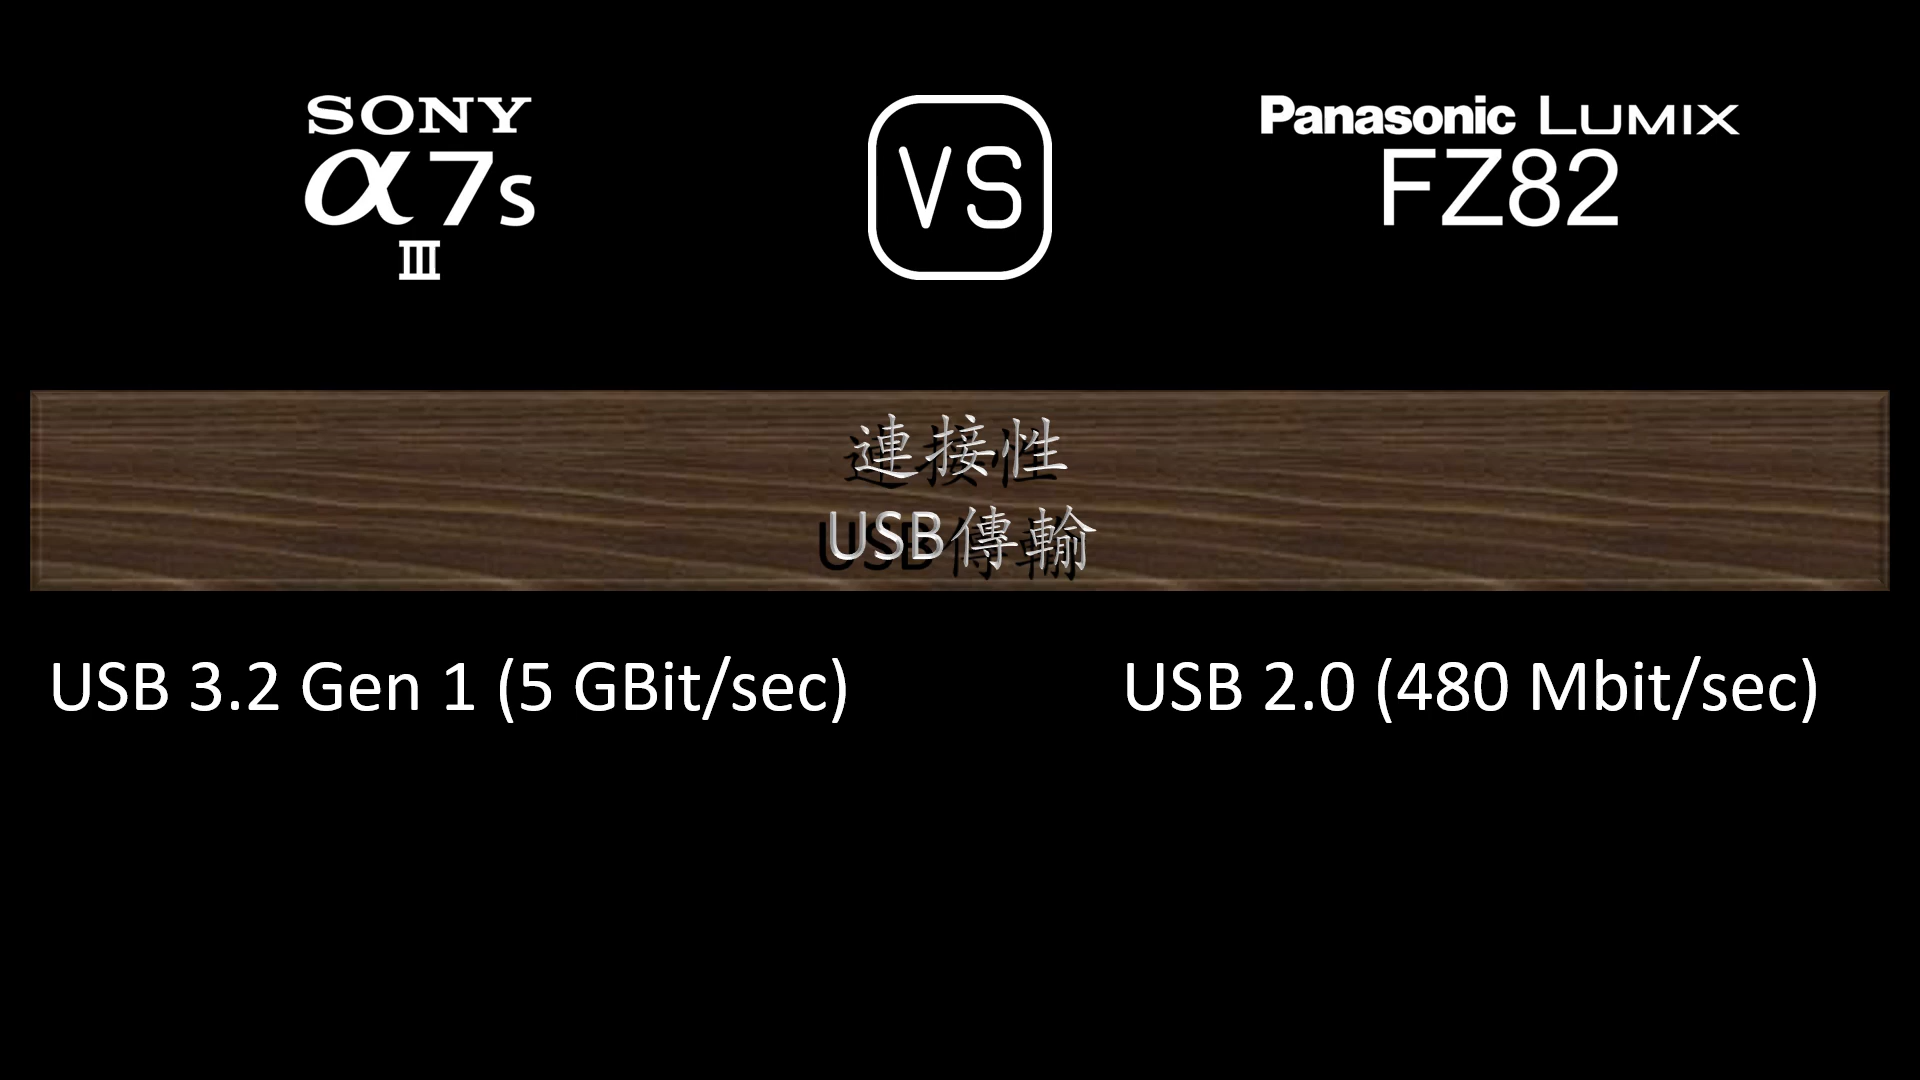 SONY
α7s
III
VS
Panasonic LUMIX
FZ82
連接性
USB傳輸
USB 3.2 Gen 1 (5 GBit/sec)
USB 2.0 (480 Mbit/sec)